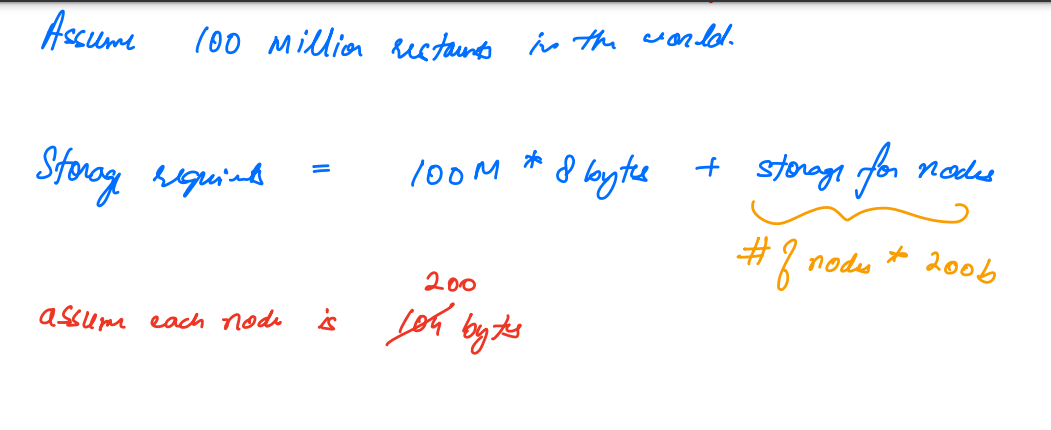 Assume 100 Million restaurants in the world.
Storage required = 100M * 8 bytes + storage for nodes
# of nodes * 200b
200
assume each node is 104 bytes